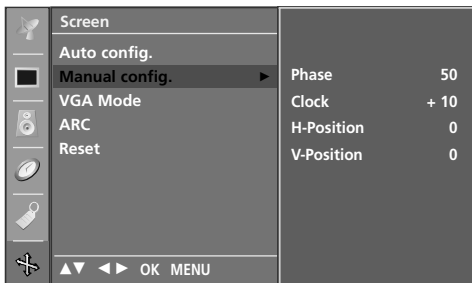 Screen
Auto config.
Manual config. ►
VGA Mode
ARC
Reset
Phase 50
Clock + 10
H-Position 0
V-Position 0
▲▼ ◄► OK MENU